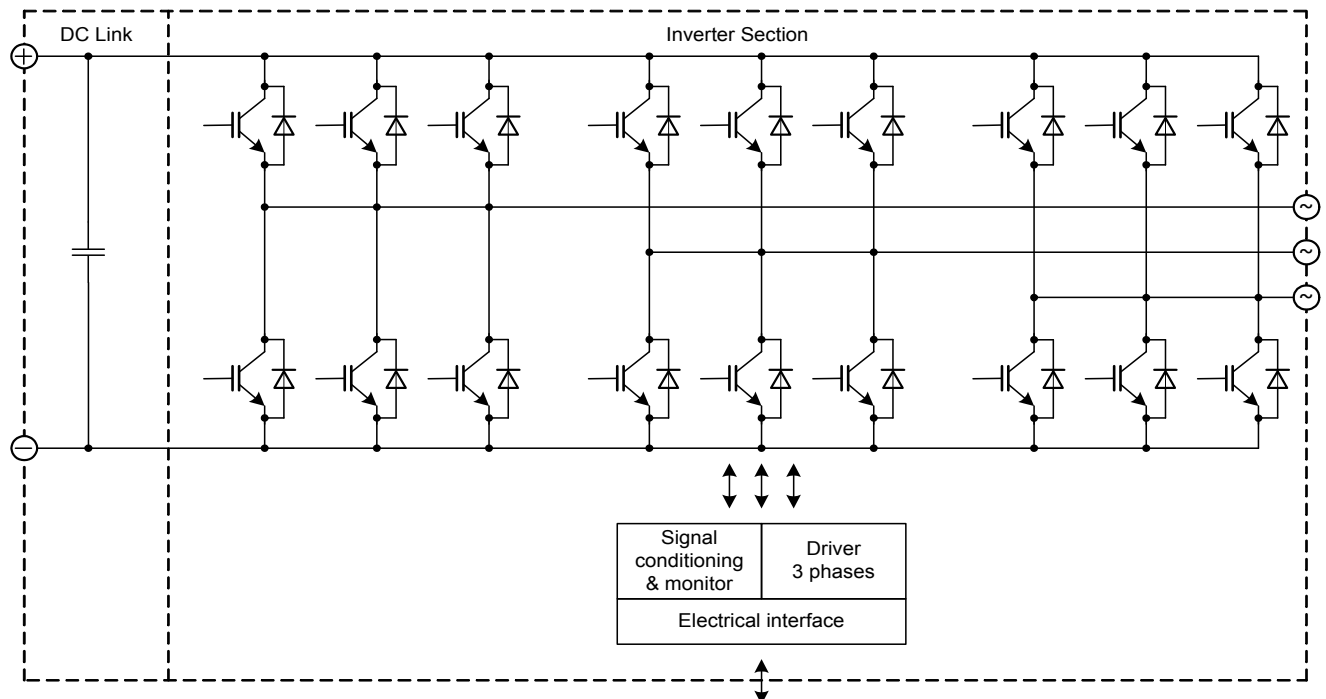 DC Link
Inverter Section
+
~
~
~
−
Signal
conditioning
& monitor
Driver
3 phases
Electrical interface